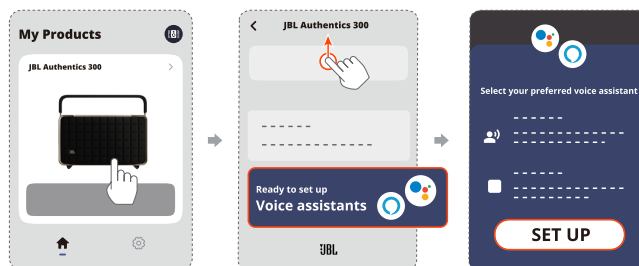 My Products
JBL Authentics 300
JBL Authentics 300
Ready to set up
Voice assistants
JBL
Select your preferred voice assistant
SET UP